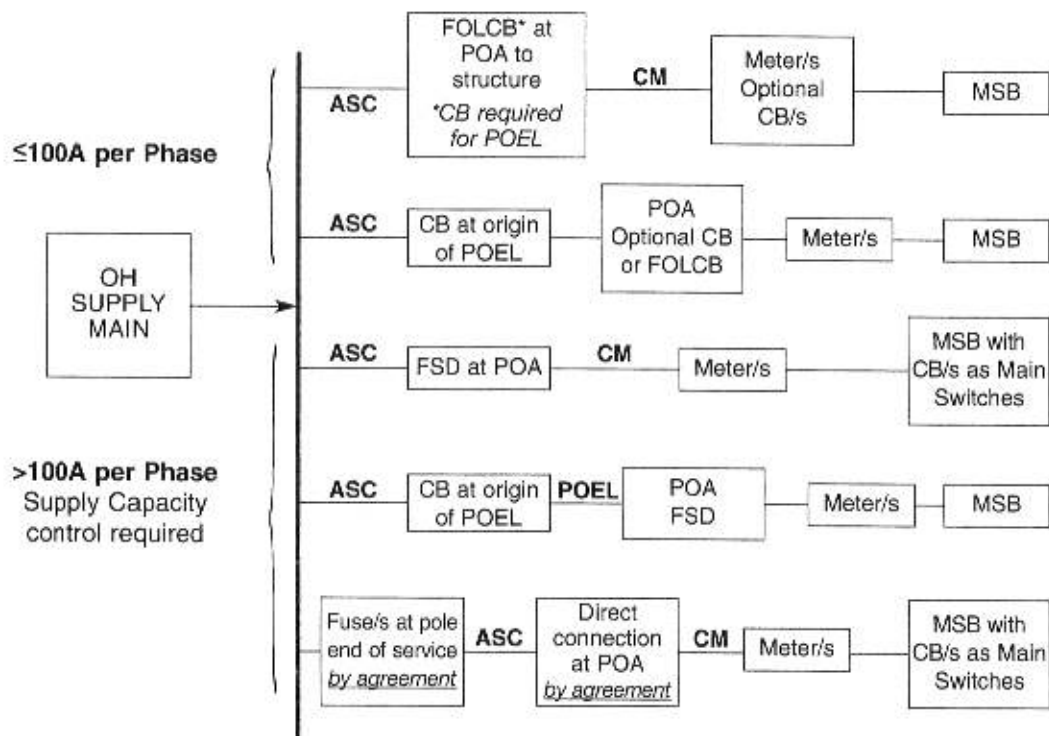 FOLCB* at
POA to
structure
*CB required
for POEL
ASC
CM
Meter/s
Optional
CB/s
MSB
≤100A per Phase
ASC
CB at origin
of POEL
POA
Optional CB
or FOLCB
Meter/s
MSB
OH
SUPPLY
MAIN
ASC
FSD at POA
CM
Meter/s
MSB with
CB/s as Main
Switches
>100A per Phase
Supply Capacity
control required
ASC
CB at origin
of POEL
POEL
POA
FSD
Meter/s
MSB
Fuse/s at pole
end of service
by agreement
ASC
Direct
connection
at POA
by agreement
CM
Meter/s
MSB with
CB/s as Main
Switches